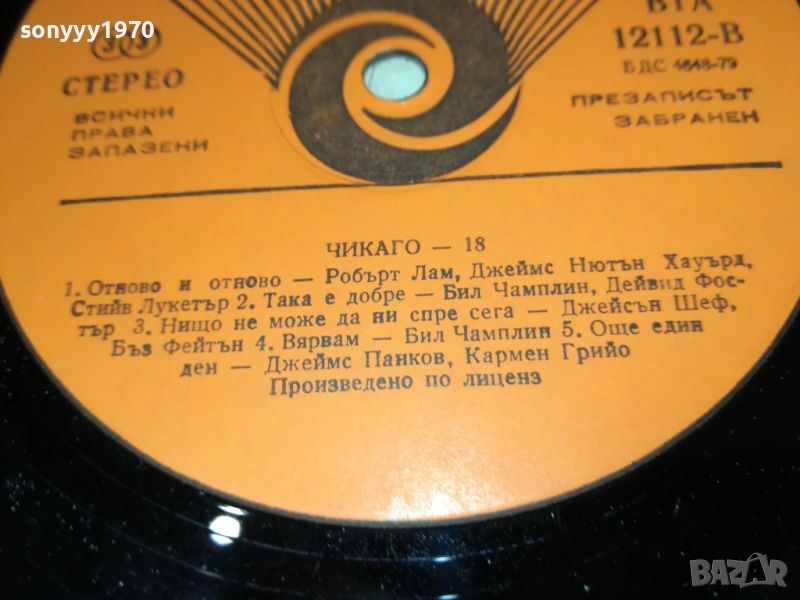 sonyyy1970
33
СТЕРЕО
ВСИЧКИ
ПРАВА
ЗАПАЗЕНИ
ВТА
12112-В
БДС 4648-79
ПРЕЗАПИСЪТ
ЗАБРАНЕН
ЧИКАГО — 18
1. Отново и отново — Робърт Лам, Джеймс Нютън Хауърд,
Стийв Лукетър 2. Така е добре — Бил Чамплин, Дейвид Фос-
тър 3. Нищо не може да ни спре сега — Джейсън Шеф,
Бъз Фейтън 4. Вярвам — Бил Чамплин 5. Още един
ден — Джеймс Панков, Кармен Грийо
Произведено по лиценз
BAZAR